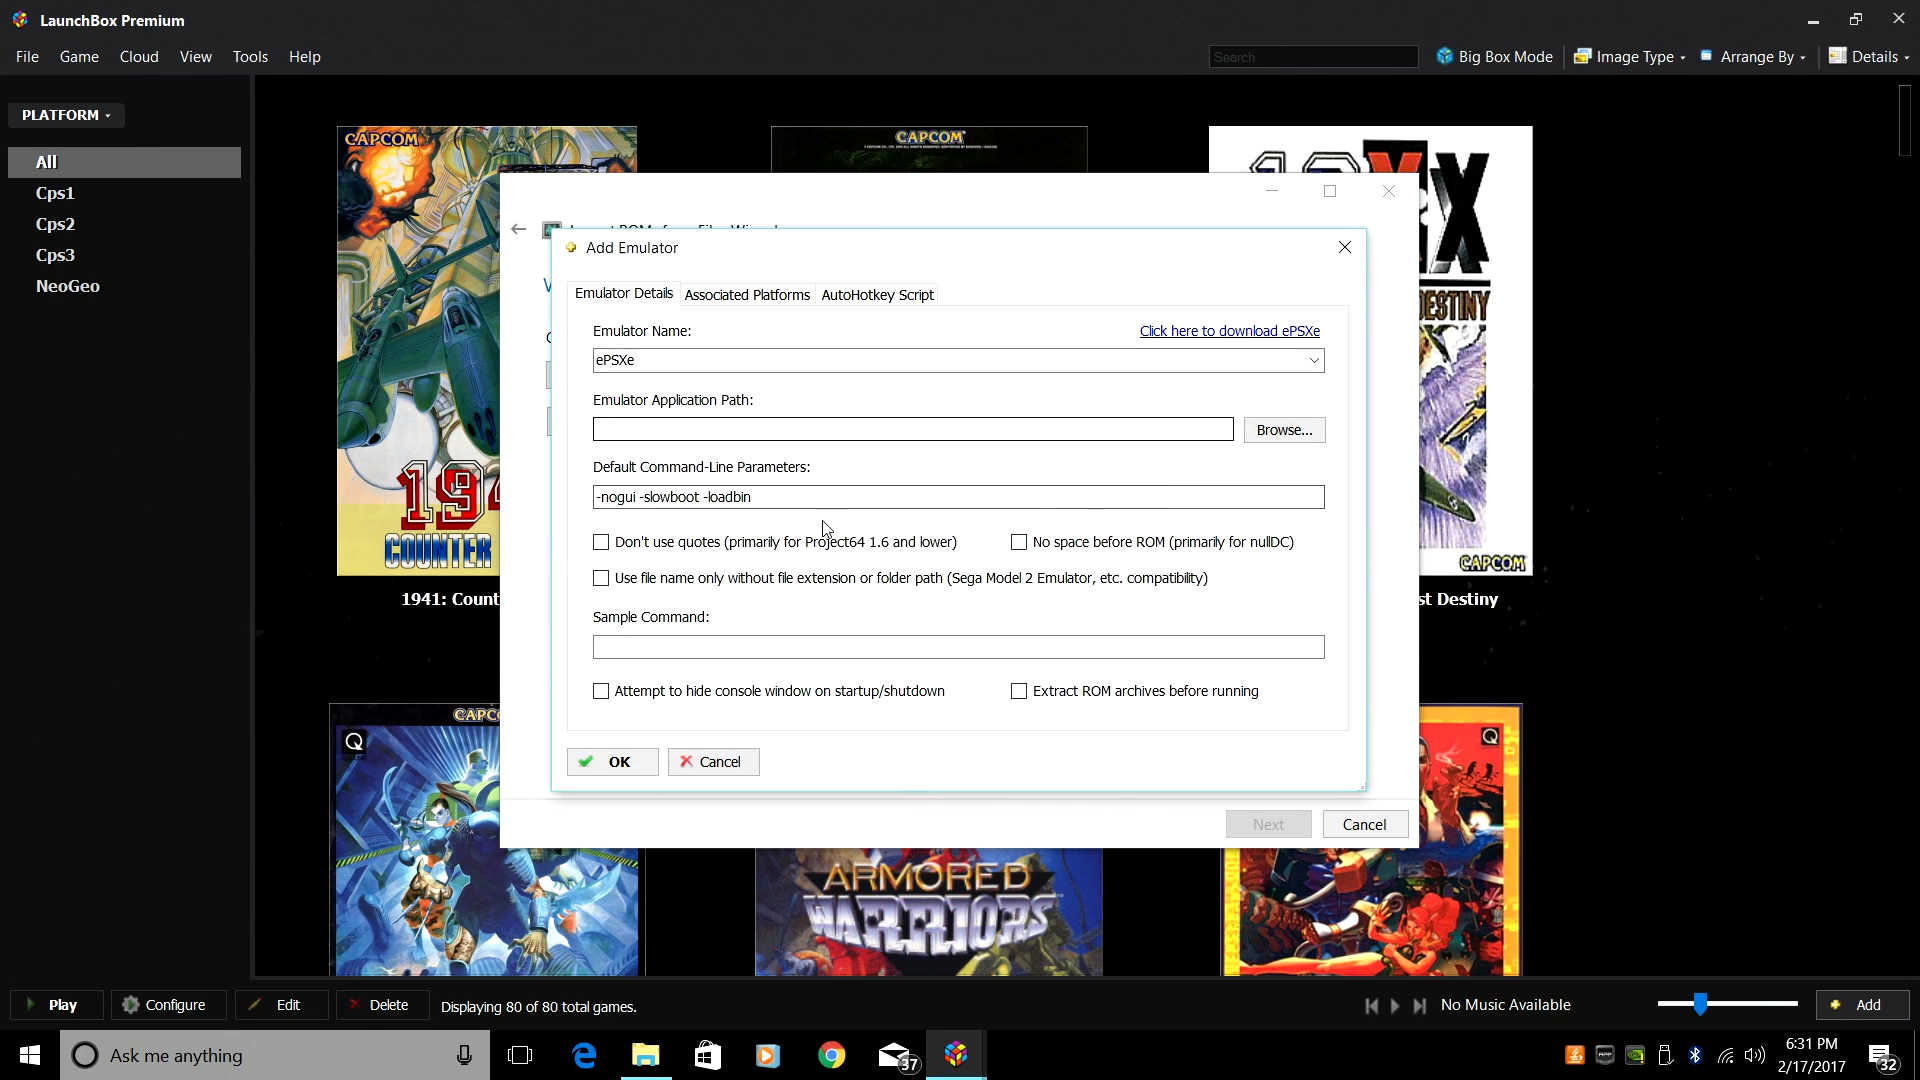 LaunchBox Premium
File Game Cloud View Tools Help
Search
Big Box Mode
Image Type
Arrange By
Details
PLATFORM
All
Cps1
Cps2
Cps3
NeoGeo
CAPCOM
CAPCOM
Add Emulator
Emulator Details
Associated Platforms
AutoHotkey Script
Emulator Name:
Click here to download ePSXe
ePSXe
Emulator Application Path:
Browse...
Default Command-Line Parameters:
-nogui -slowboot -loadbin
Don't use quotes (primarily for Project64 1.6 and lower)
No space before ROM (primarily for nullDC)
Use file name only without file extension or folder path (Sega Model 2 Emulator, etc. compatibility)
Sample Command:
Attempt to hide console window on startup/shutdown
Extract ROM archives before running
OK
Cancel
Next
Cancel
COUNTER
CAPCOM
1941: Count
st Destiny
ESTINY
CAPC
Q
Q
ARMORED
WARRIORS
Play
Configure
Edit
Delete
Displaying 80 of 80 total games.
No Music Available
Add
Ask me anything
37
6:31 PM
2/17/2017
32